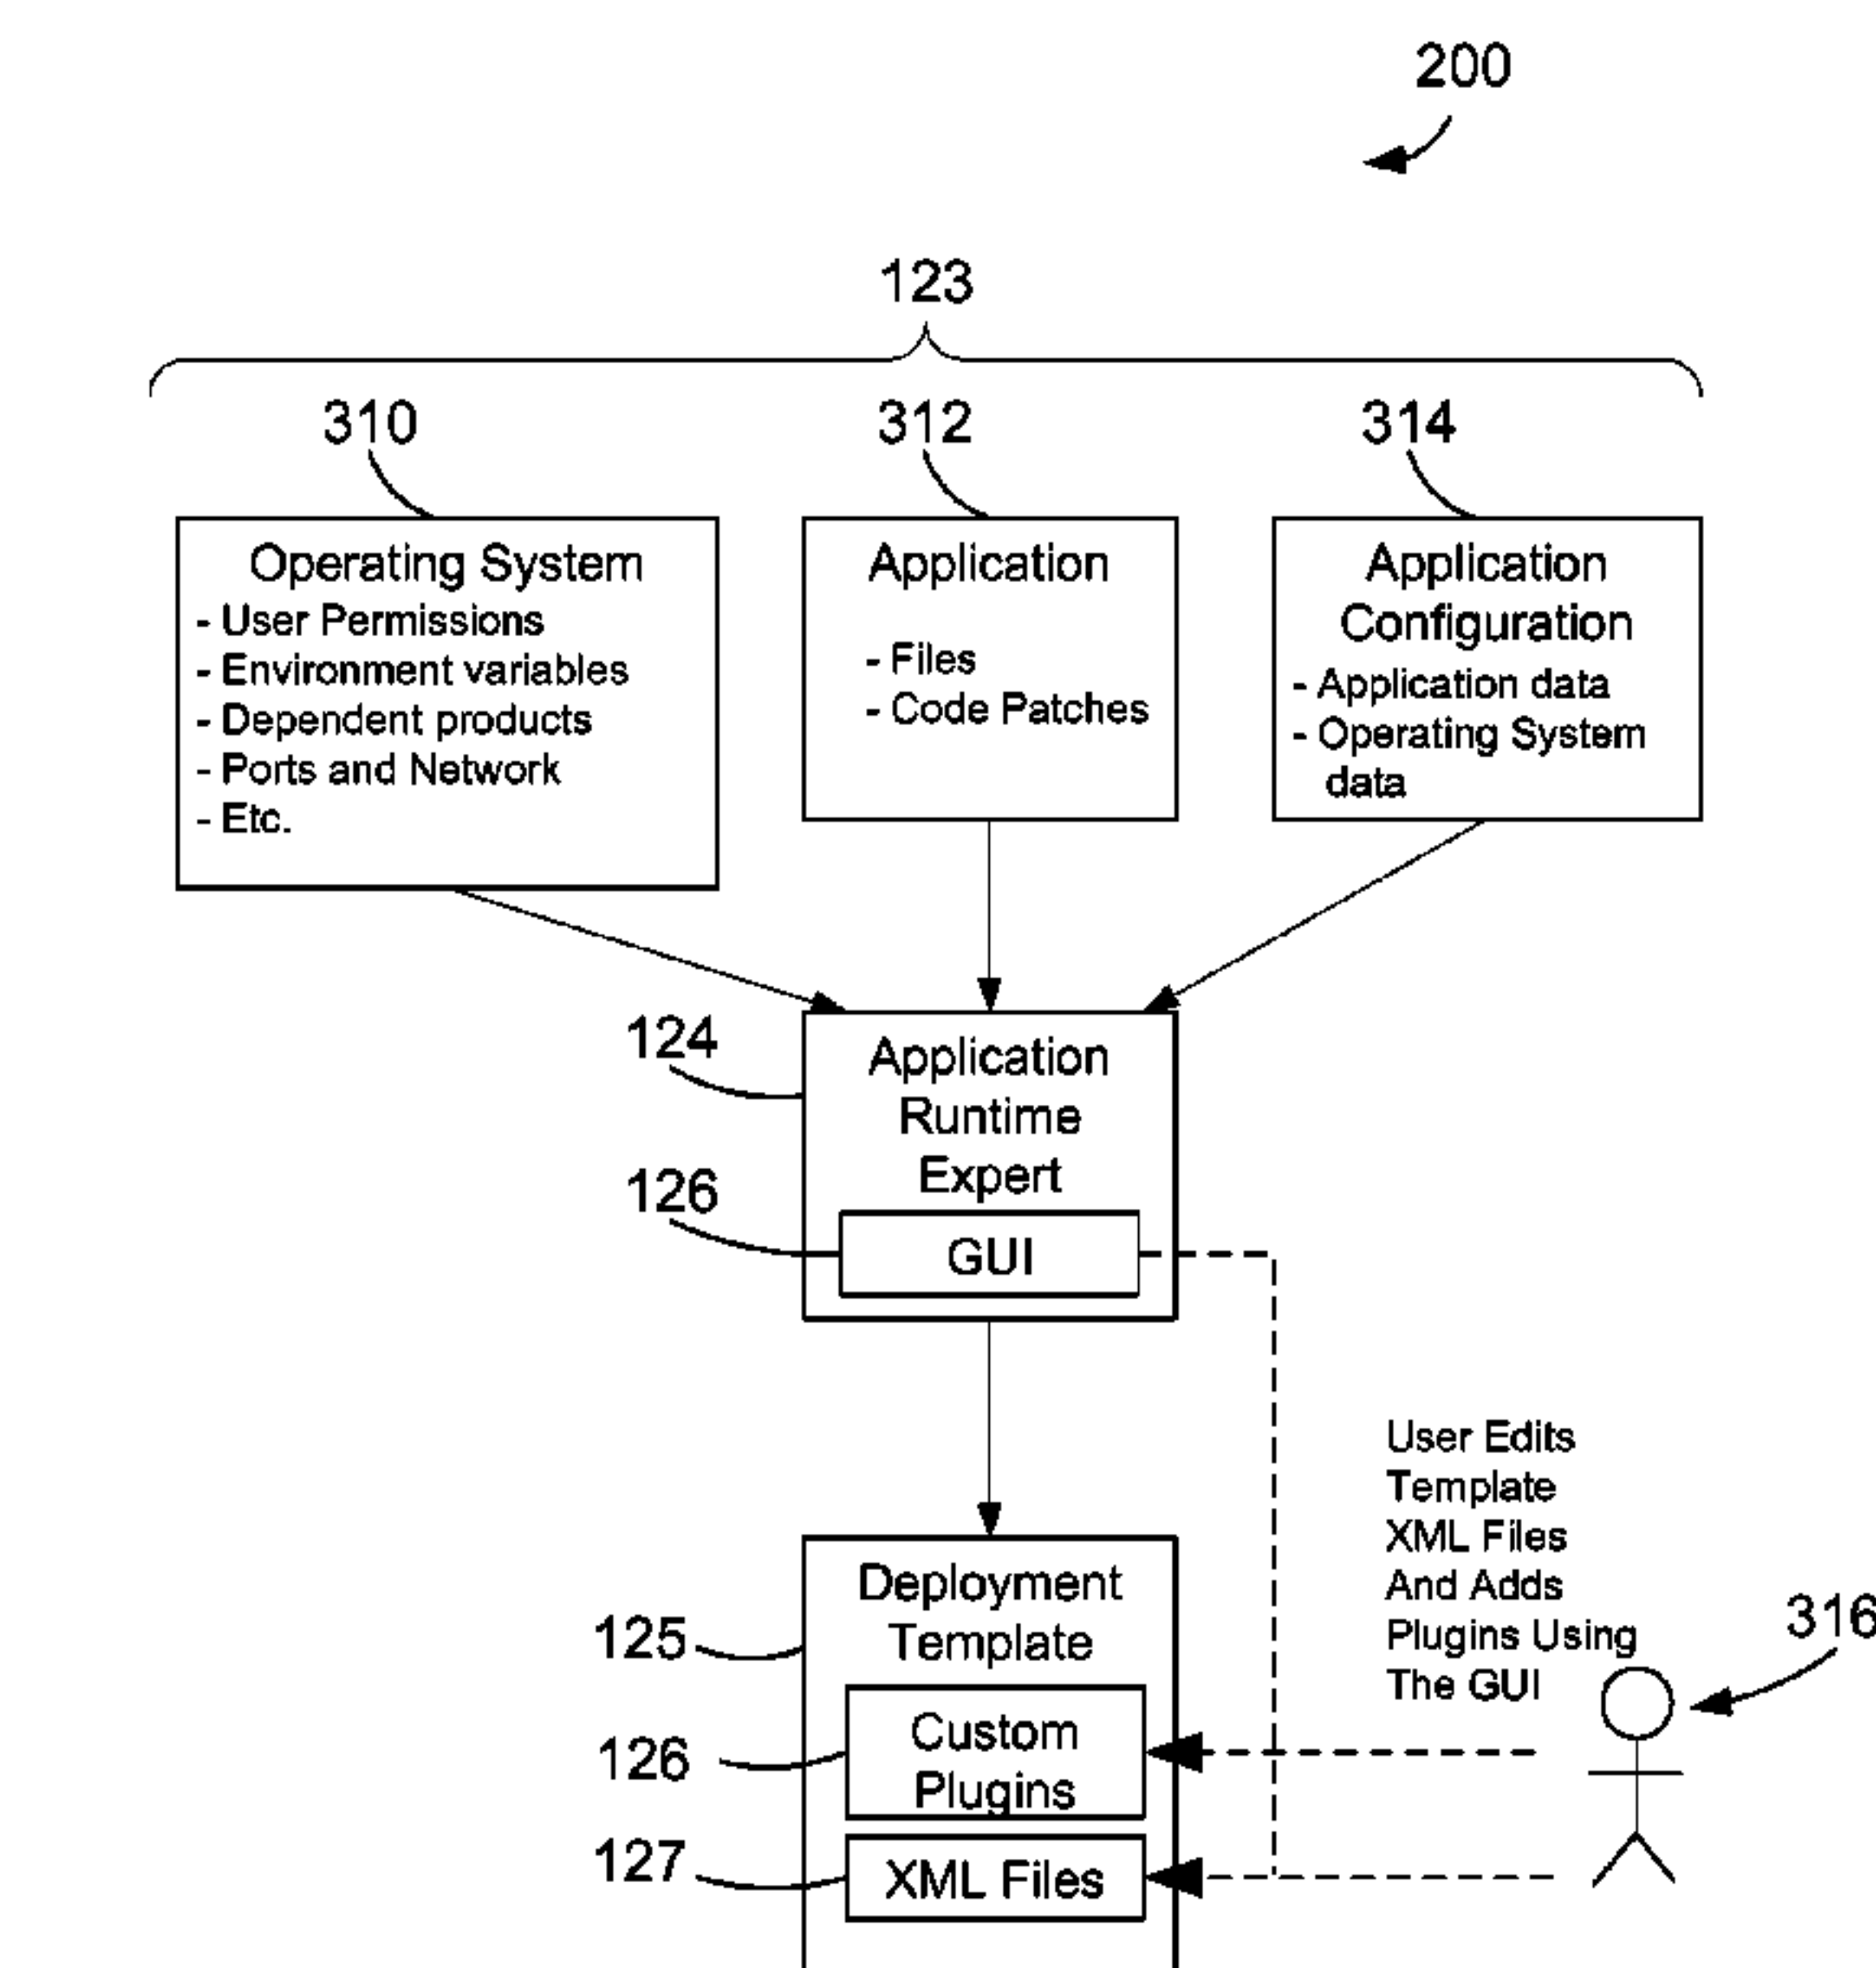 200
123
310
312
314
Operating System
- User Permissions
- Environment variables
- Dependent products
- Ports and Network
- Etc.
Application
- Files
- Code Patches
Application
Configuration
- Application data
- Operating System
data
124
Application
Runtime
Expert
126
GUI
User Edits
Template
XML Files
And Adds
Plugins Using
The GUI
316
125
Deployment
Template
126
Custom
Plugins
127
XML Files